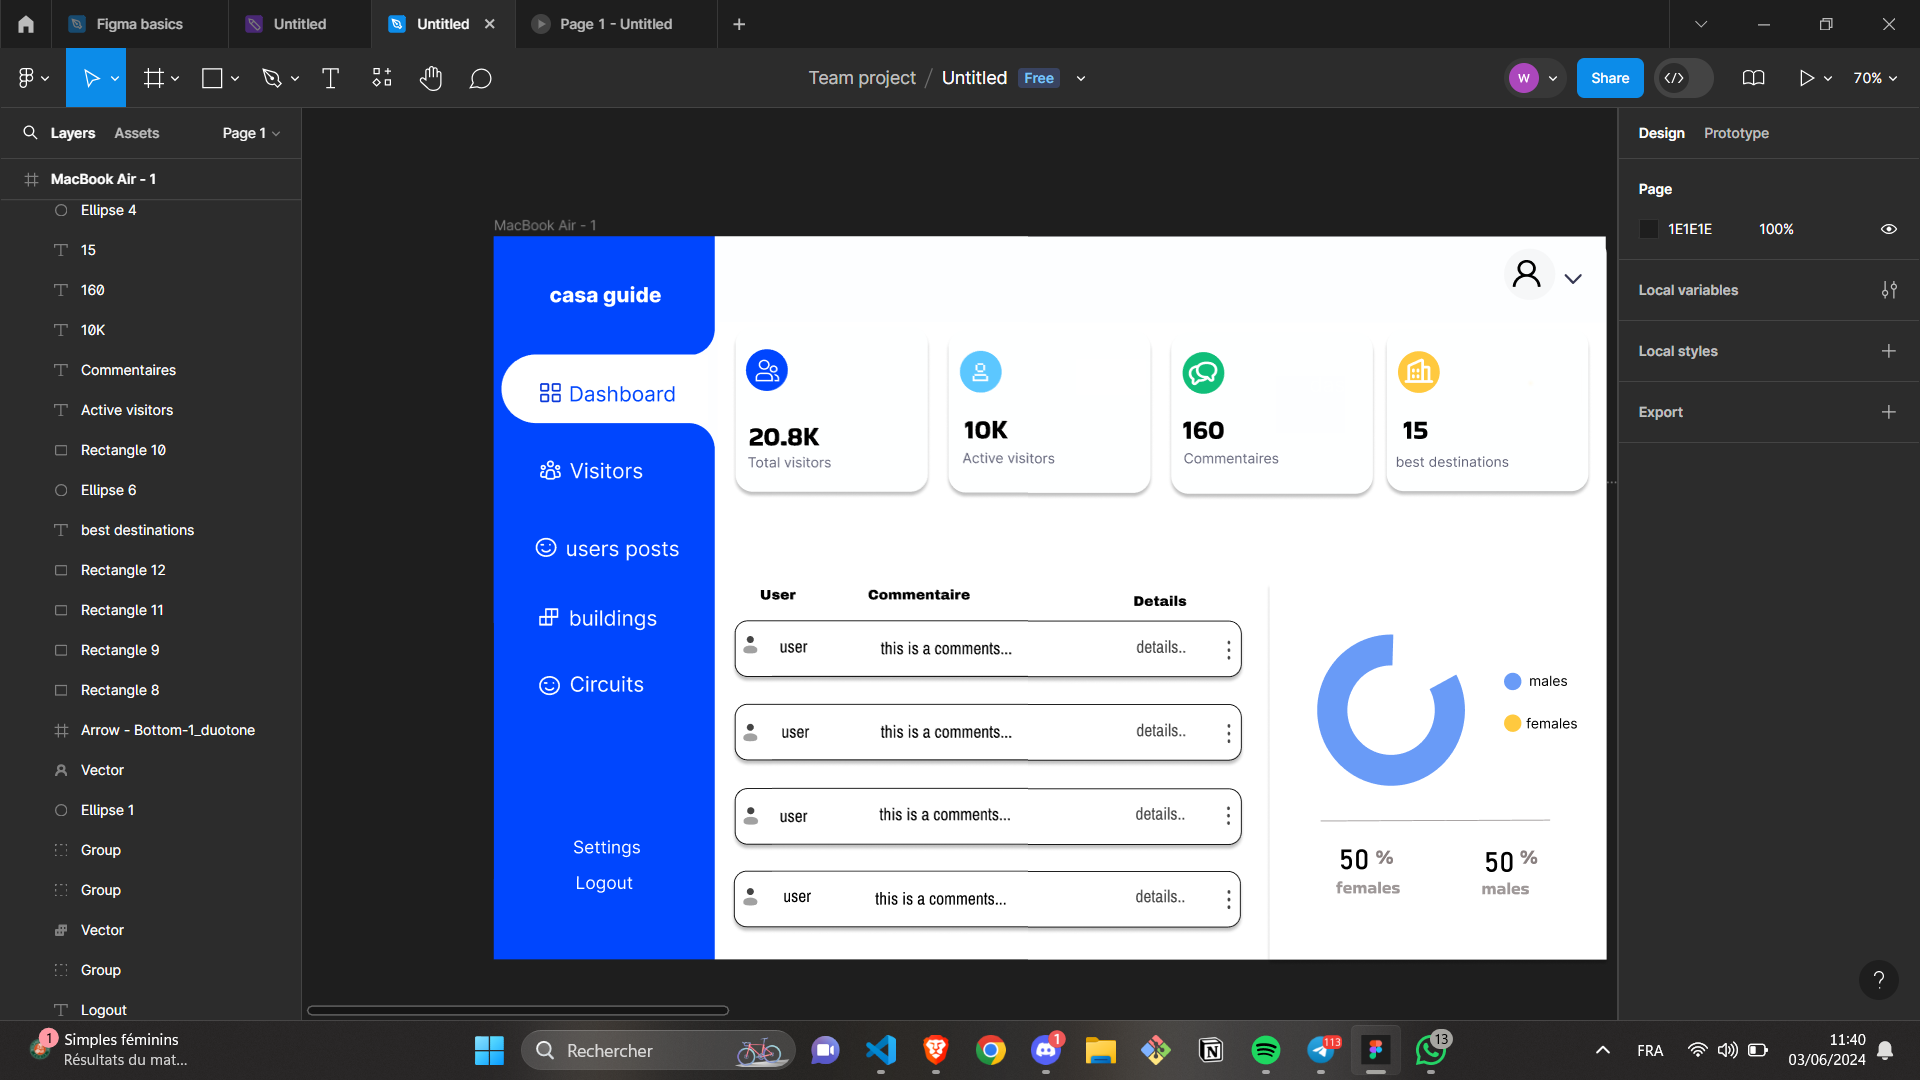 Figma basics
Untitled
Untitled
Page 1 - Untitled
Team project / Untitled Free
W
Share
70%
Layers
Assets
Page 1
MacBook Air - 1
Ellipse 4
15
160
10K
Commentaires
Active visitors
Rectangle 10
Ellipse 6
best destinations
Rectangle 12
Rectangle 11
Rectangle 9
Rectangle 8
Arrow - Bottom-1_duotone
Vector
Ellipse 1
Group
Group
Vector
Group
Logout
MacBook Air - 1
casa guide
Dashboard
Visitors
users posts
buildings
Circuits
Settings
Logout
20.8K
Total visitors
10K
Active visitors
160
Commentaires
15
best destinations
User Commentaire Details
user this is a comments... details..
user this is a comments... details..
user this is a comments... details..
user this is a comments... details..
males
females
50 %
females
50 %
males
Design
Prototype
Page
1E1E1E 100%
Local variables
Local styles
Export
?
1
Simples féminins
Résultats du mat...
Rechercher
1
113
13
FRA
11:40
03/06/2024